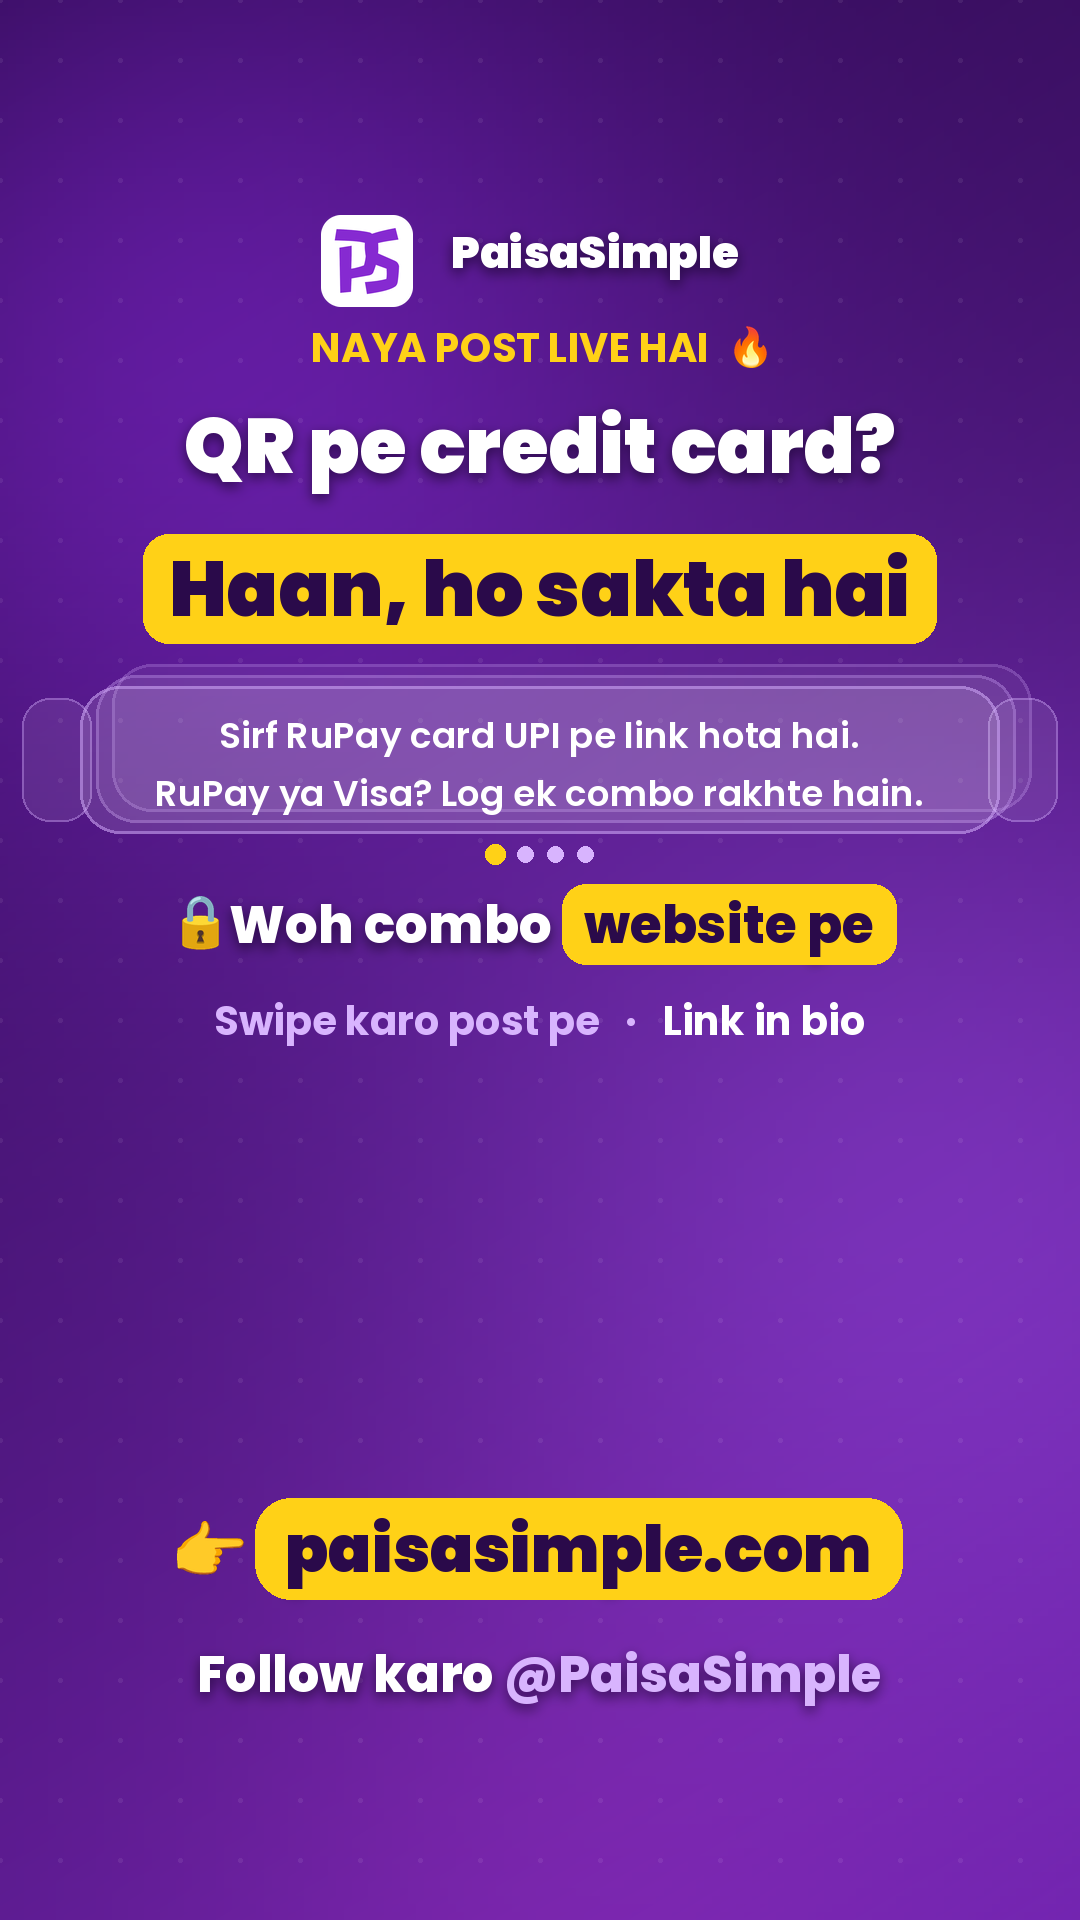 PS PaisaSimple
NAYA POST LIVE HAI 🔥
QR pe credit card?
Haan, ho sakta hai
Sirf RuPay card UPI pe link hota hai.
RuPay ya Visa? Log ek combo rakhte hain.
🔒 Woh combo website pe
Swipe karo post pe · Link in bio
👉 paisasimple.com
Follow karo @PaisaSimple